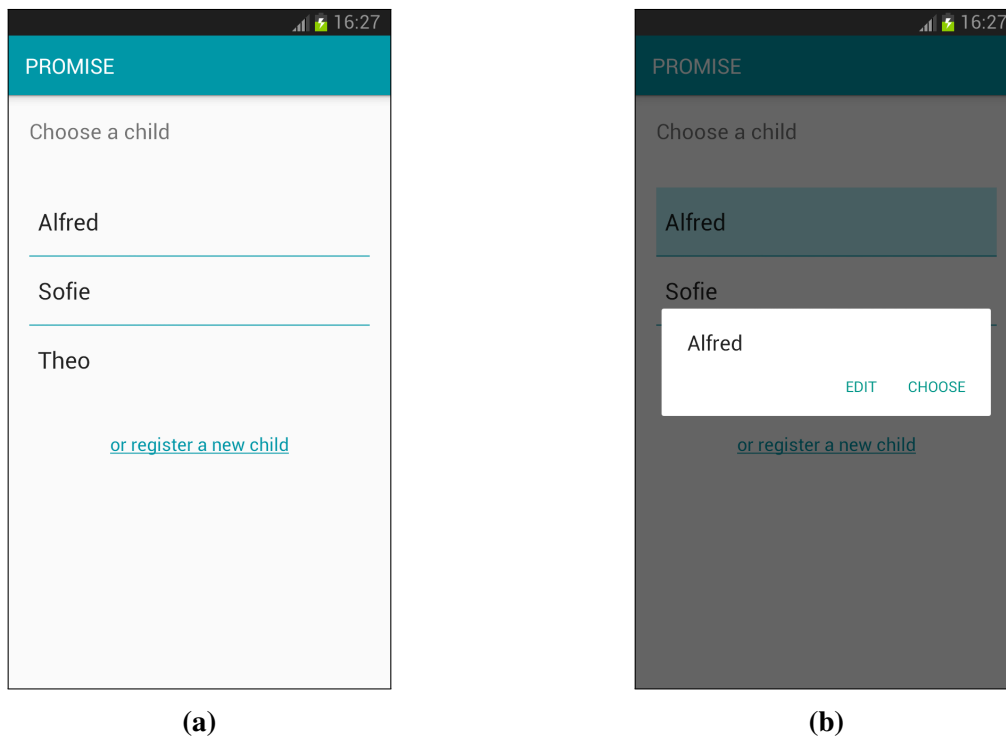 16:27
PROMISE
Choose a child
Alfred
Sofie
Theo
or register a new child
(a)
16:27
PROMISE
Choose a child
Alfred
Sofie
Alfred
EDIT CHOOSE
or register a new child
(b)